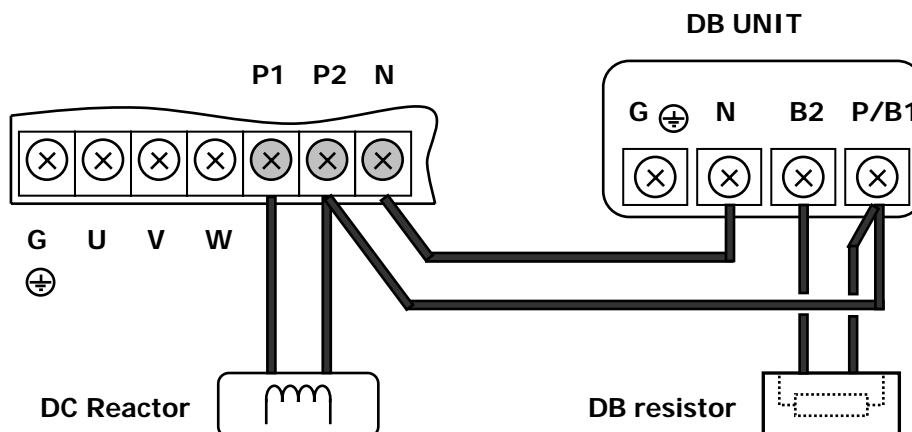 DB UNIT
P1 P2 N
G N B2 P/B1
G U V W
DC Reactor
DB resistor